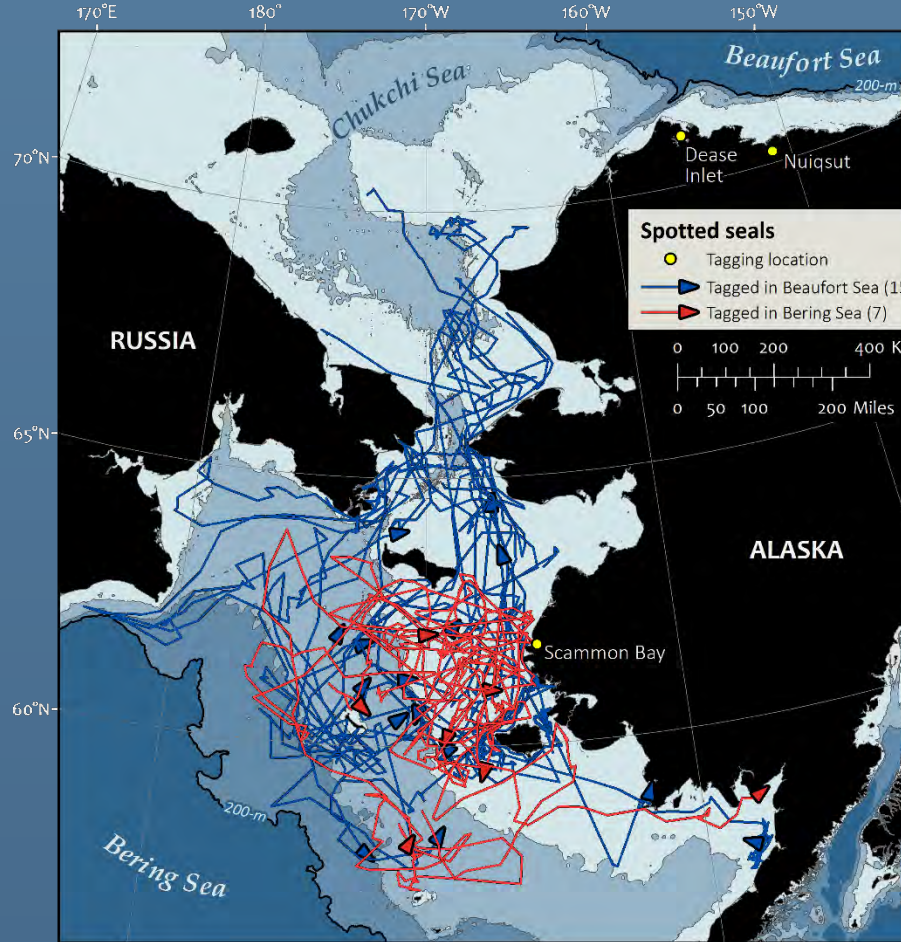 170°E 180° 170°W 160°W 150°W
Beaufort Sea
200-m
Chukchi Sea
70°N
Dease
Inlet
Nuiqsut
Spotted seals
Tagging location
Tagged in Beaufort Sea (1
Tagged in Bering Sea (7)
RUSSIA
0 100 200 400 K
0 50 100 200 Miles
65°N
ALASKA
Scammon Bay
60°N
200-m
Bering Sea